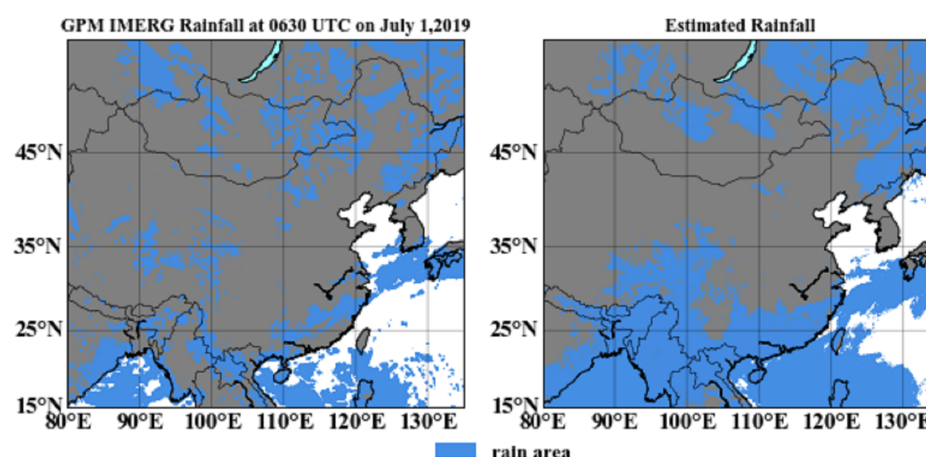 GPM IMERG Rainfall at 0630 UTC on July 1,2019
Estimated Rainfall
45°N
45°N
35°N
35°N
25°N
25°N
15°N
15°N
80°E 90°E 100°E 110°E 120°E 130°E
80°E 90°E 100°E 110°E 120°E 130°E
rain area